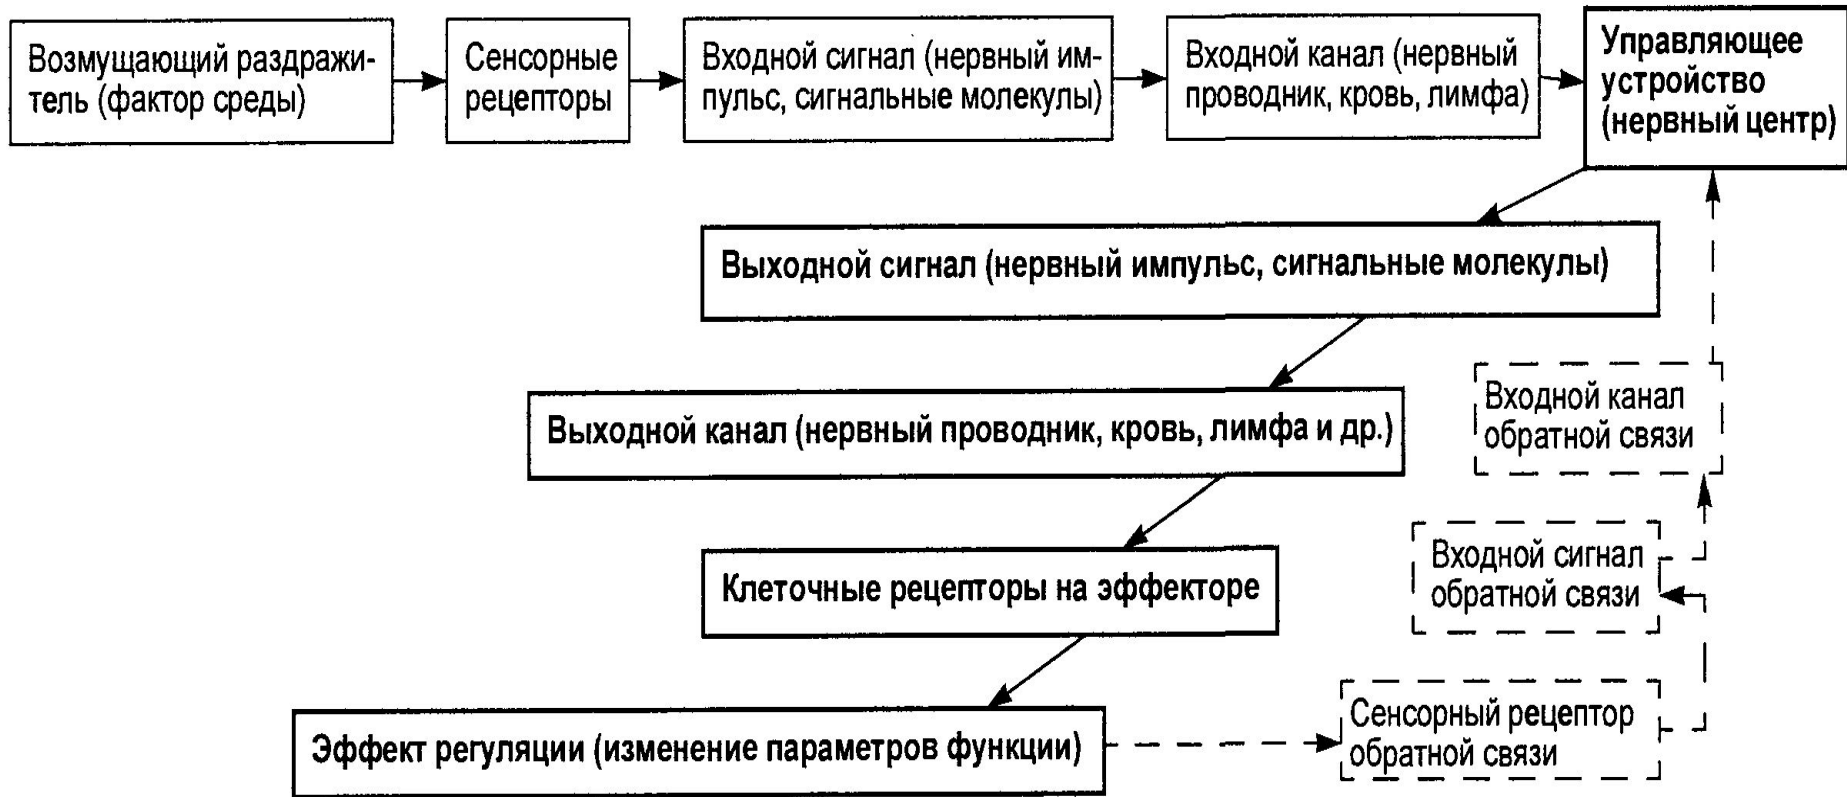 Возмущающий раздражи-
тель (фактор среды)
Сенсорные
рецепторы
Входной сигнал (нервный им-
пульс, сигнальные молекулы)
Входной канал (нервный
проводник, кровь, лимфа)
Управляющее
устройство
(нервный центр)
Выходной сигнал (нервный импульс, сигнальные молекулы)
Выходной канал (нервный проводник, кровь, лимфа и др.)
Клеточные рецепторы на эффекторе
Эффект регуляции (изменение параметров функции)
Сенсорный рецептор
обратной связи
Входной сигнал
обратной связи
Входной канал
обратной связи